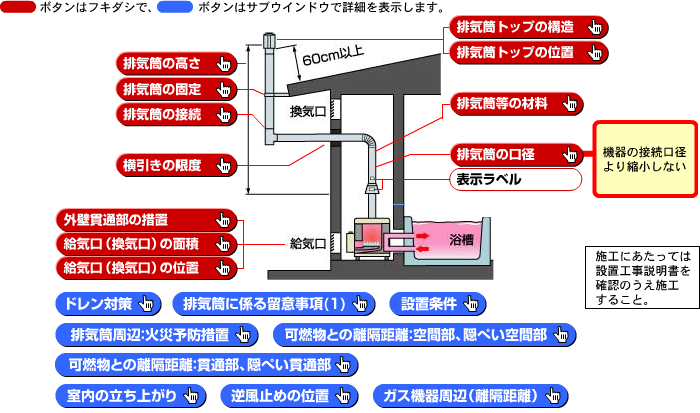 ボタンはフキダシで、 ボタンはサブウインドウで詳細を表示します。
排気筒トップの構造
排気筒トップの位置
60cm以上
排気筒の高さ
排気筒の固定
排気筒の接続
換気口
排気筒等の材料
横引きの限度
排気筒の口径
機器の接続口径
より縮小しない
表示ラベル
外壁貫通部の措置
給気口（換気口）の面積
給気口（換気口）の位置
給気口
浴槽
施工にあたっては
設置工事説明書を
確認のうえ施工
すること。
ドレン対策
排気筒に係る留意事項(1)
設置条件
排気筒周辺:火災予防措置
可燃物との離隔距離:空間部、隠ぺい空間部
可燃物との離隔距離:貫通部、隠ぺい貫通部
室内の立ち上がり
逆風止めの位置
ガス機器周辺（離隔距離）